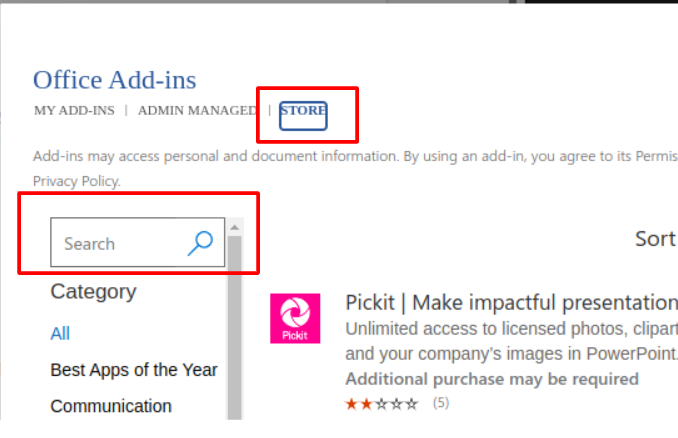 Office Add-ins
MY ADD-INS | ADMIN MANAGED | STORE
Add-ins may access personal and document information. By using an add-in, you agree to its Permis
Privacy Policy.
Search
Sort
Category
All
Best Apps of the Year
Communication
Pickit
Pickit | Make impactful presentation
Unlimited access to licensed photos, clipart
and your company's images in PowerPoint.
Additional purchase may be required
(5)